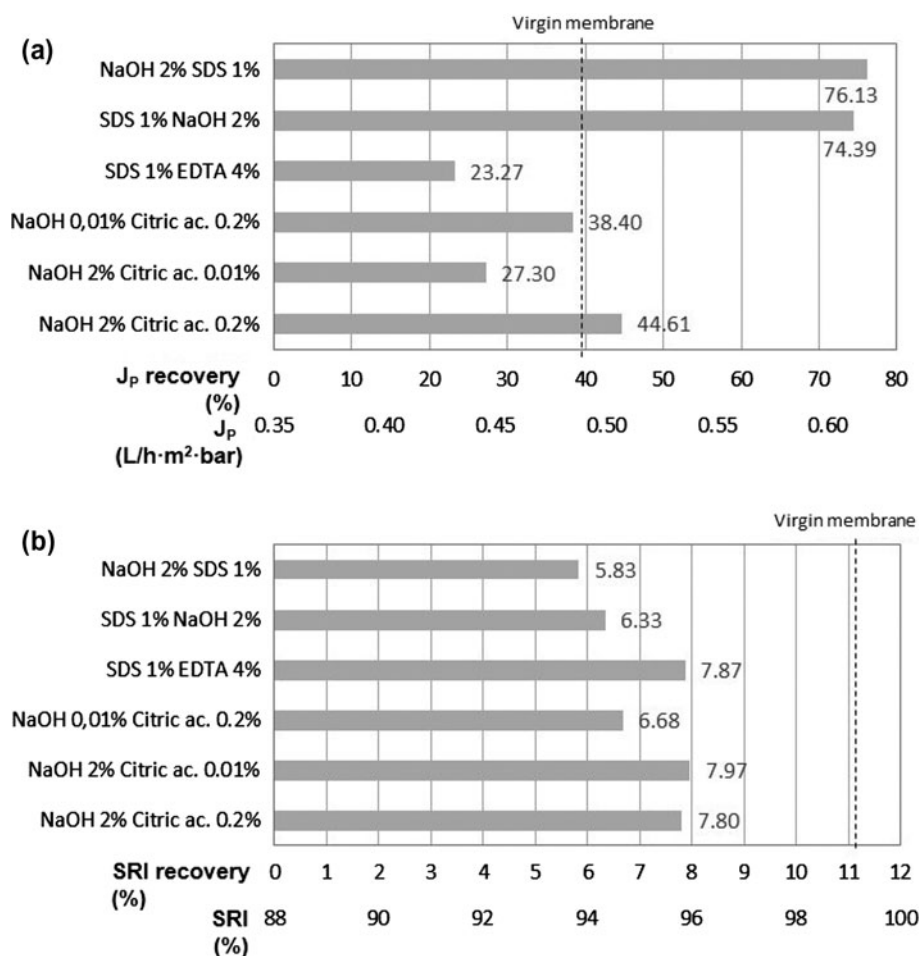 (a)
Virgin membrane
NaOH 2% SDS 1%
76.13
SDS 1% NaOH 2%
74.39
SDS 1% EDTA 4%
23.27
NaOH 0,01% Citric ac. 0.2%
38.40
NaOH 2% Citric ac. 0.01%
27.30
NaOH 2% Citric ac. 0.2%
44.61
JP recovery 0 10 20 30 40 50 60 70 80
(%)
JP 0.35 0.40 0.45 0.50 0.55 0.60
(L/h·m²·bar)
(b)
Virgin membrane
NaOH 2% SDS 1%
5.83
SDS 1% NaOH 2%
6.33
SDS 1% EDTA 4%
7.87
NaOH 0,01% Citric ac. 0.2%
6.68
NaOH 2% Citric ac. 0.01%
7.97
NaOH 2% Citric ac. 0.2%
7.80
SRI recovery 0 1 2 3 4 5 6 7 8 9 10 11 12
(%)
SRI 88 90 92 94 96 98 100
(%)